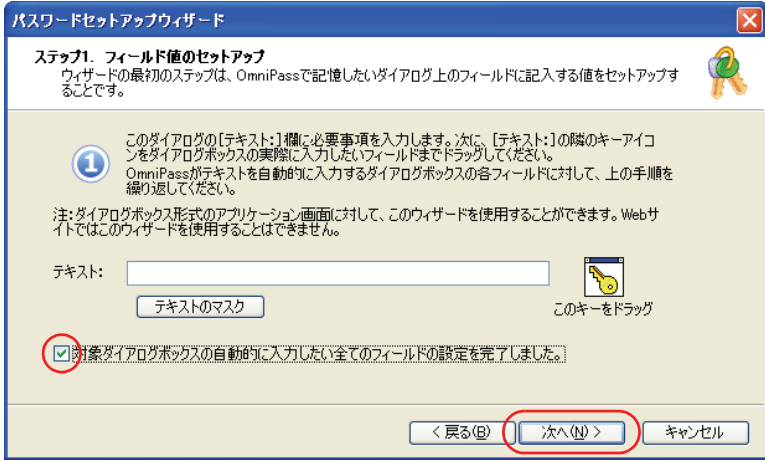 パスワードセットアップウィザード
ステップ1．フィールド値のセットアップ
ウィザードの最初のステップは、OmniPassで記憶したいダイアログ上のフィールドに記入する値をセットアップす
ることです。
このダイアログの[テキスト:]欄に必要事項を入力します。次に、[テキスト:]の隣のキーアイコ
ンをダイアログボックスの実際に入力したいフィールドまでドラッグしてください。
OmniPassがテキストを自動的に入力するダイアログボックスの各フィールドに対して、上の手順を
繰り返してください。
1
注:ダイアログボックス形式のアプリケーション画面に対して、このウィザードを使用することができます。Webサ
イトではこのウィザードを使用することはできません。
テキスト:
テキストのマスク
このキーをドラッグ
対象ダイアログボックスの自動的に入力したい全てのフィールドの設定を完了しました。
< 戻る(B) 次へ(N) > キャンセル